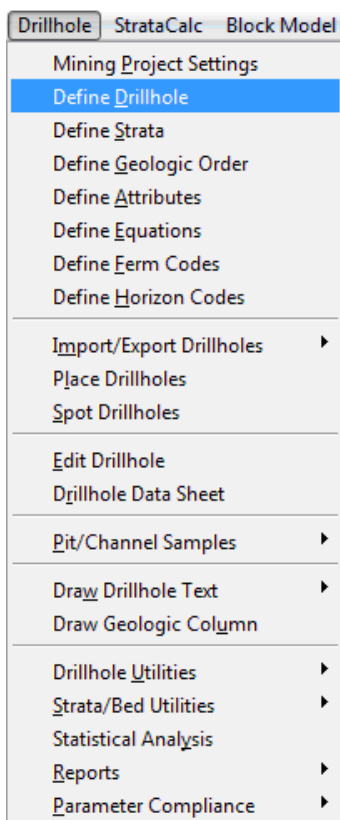 Drillhole StrataCalc Block Model
Mining Project Settings
Define Drillhole
Define Strata
Define Geologic Order
Define Attributes
Define Equations
Define Ferm Codes
Define Horizon Codes
Import/Export Drillholes
Place Drillholes
Spot Drillholes
Edit Drillhole
Drillhole Data Sheet
Pit/Channel Samples
Draw Drillhole Text
Draw Geologic Column
Drillhole Utilities
Strata/Bed Utilities
Statistical Analysis
Reports
Parameter Compliance